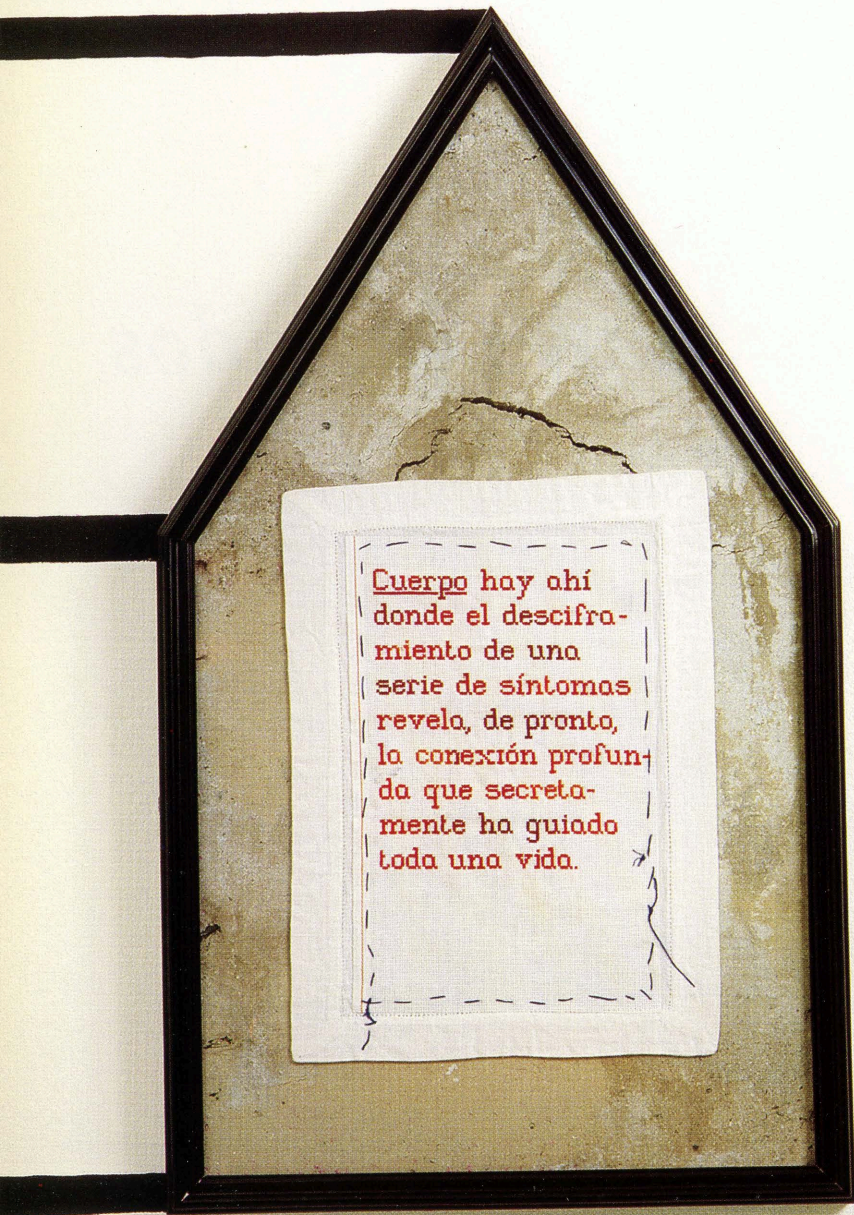 Cuerpo hay ahí
donde el descifra-
miento de una
serie de síntomas
revela, de pronto,
la conexión profun-
da que secreta-
mente ha guiado
toda una vida.